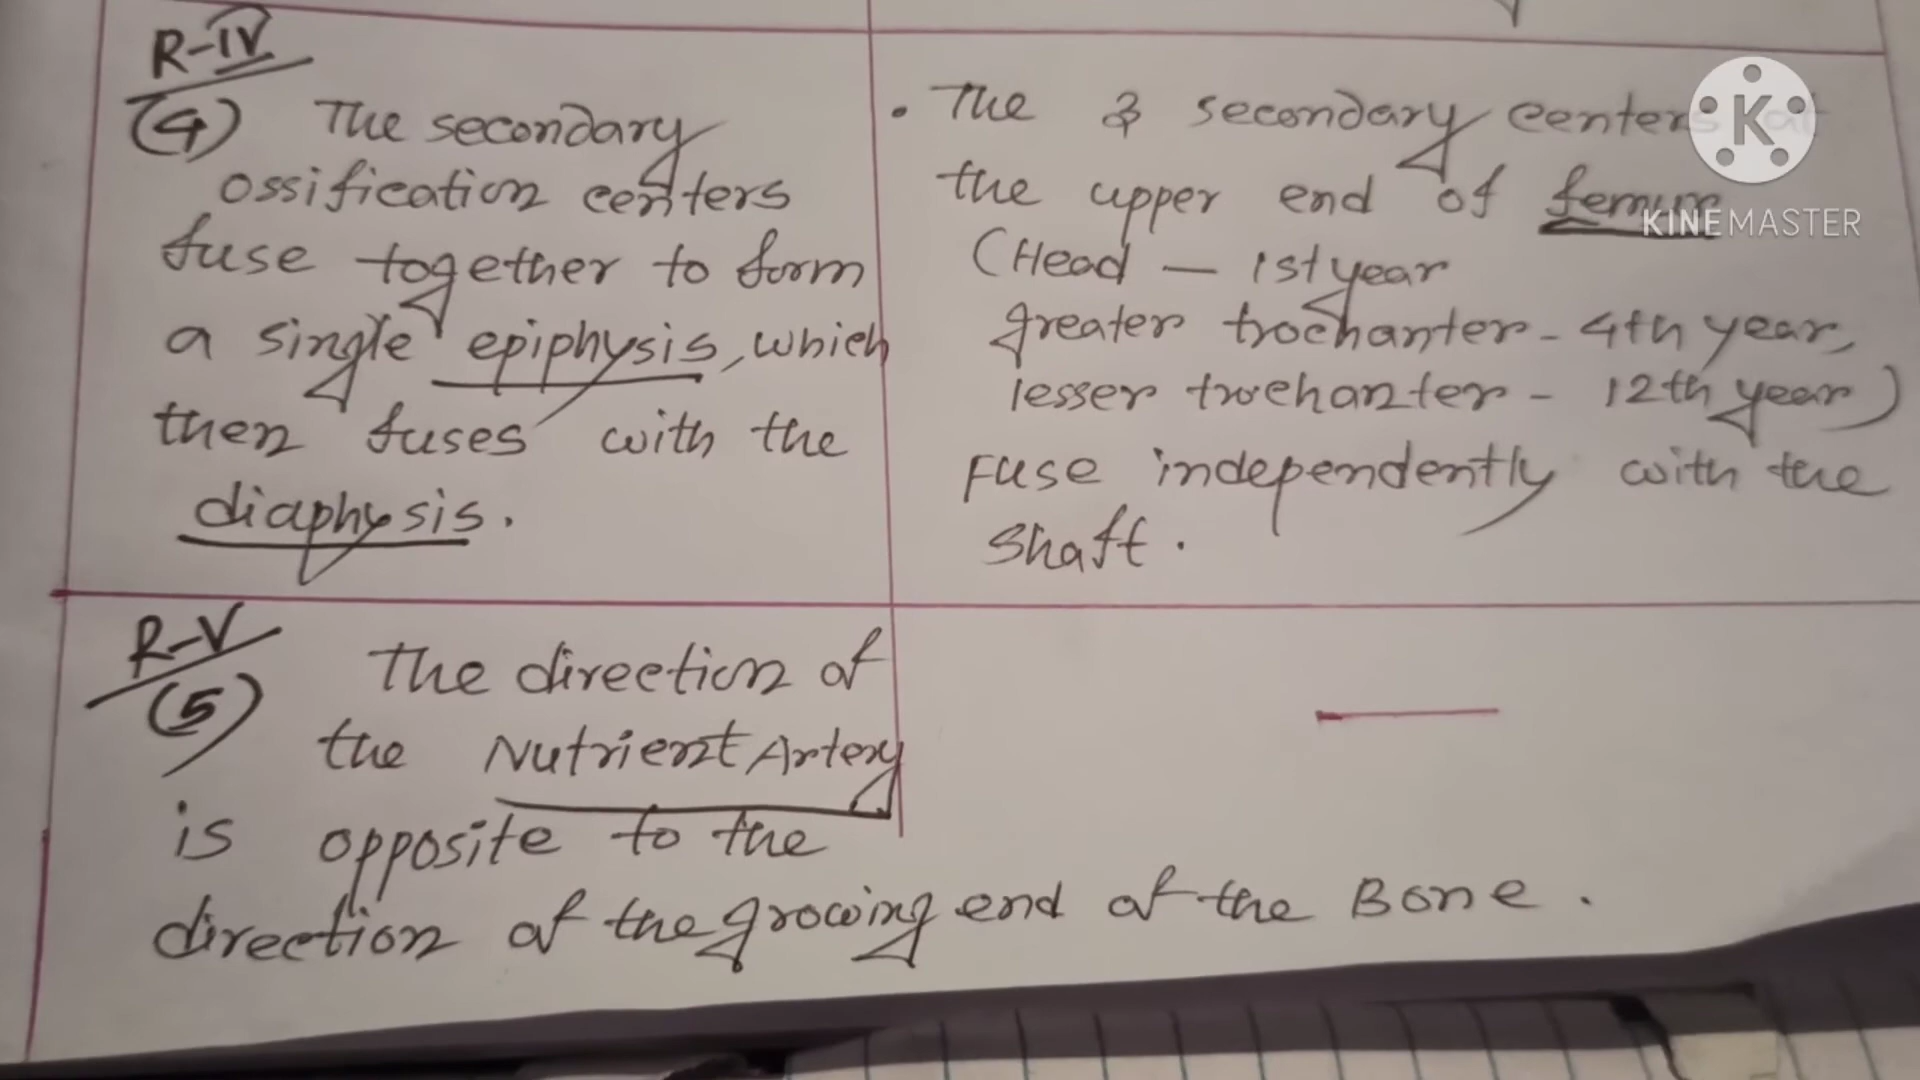 R-IV
(4) The secondary
ossification centers
fuse together to form
a single epiphysis, which
then fuses with the
diaphysis.
• The 3 secondary centers at
the upper end of femur
(Head — 1st year
greater trochanter - 4th year,
lesser trochanter - 12th year)
Fuse independently with the
shaft.
R-V
(5) The direction of
the Nutrient Artery
is opposite to the
direction of the growing end of the Bone.
—
K
KINEMASTER